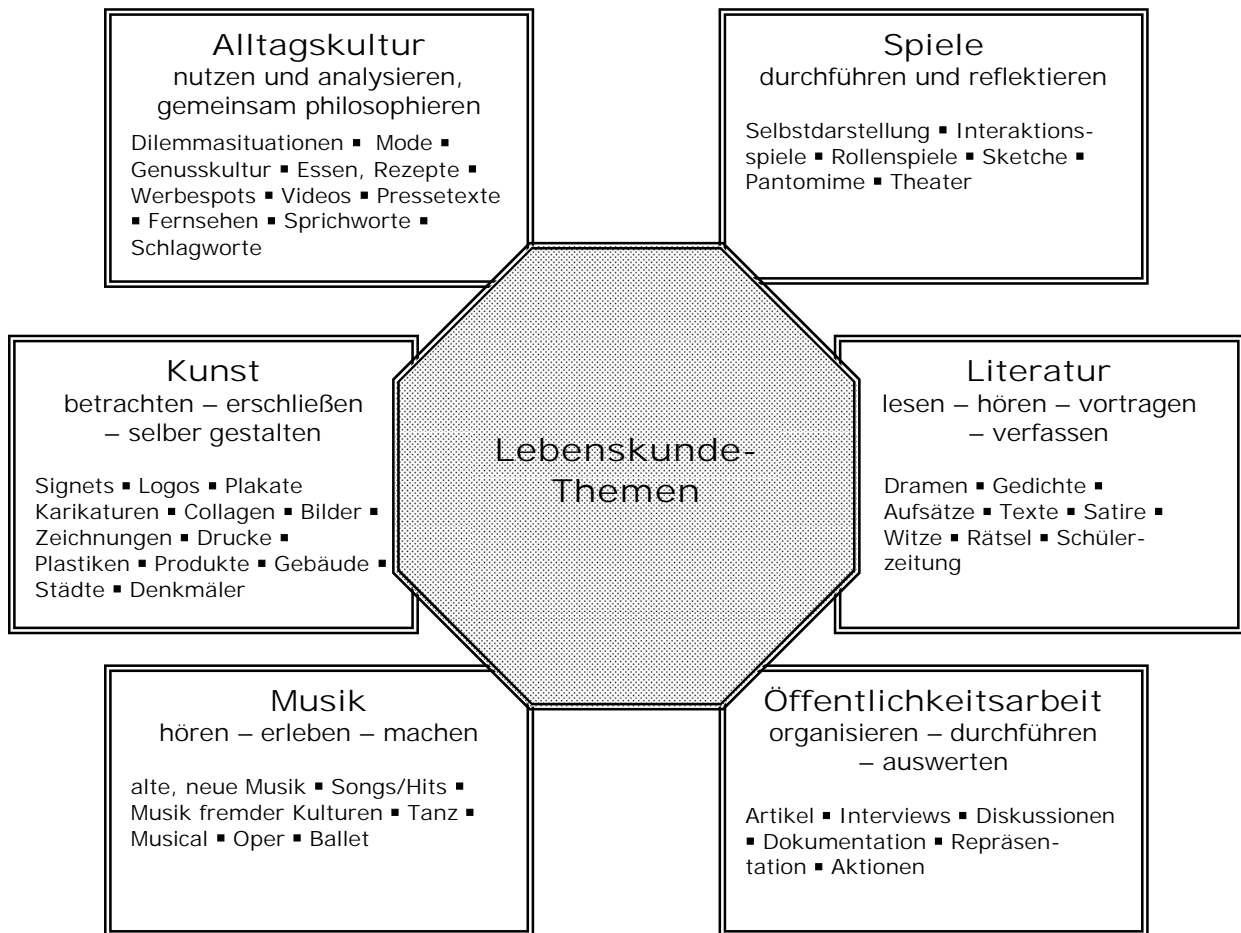 Alltagskultur
nutzen und analysieren,
gemeinsam philosophieren
Dilemmasituationen ▪ Mode ▪
Genusskultur ▪ Essen, Rezepte ▪
Werbespots ▪ Videos ▪ Pressetexte
▪ Fernsehen ▪ Sprichworte ▪
Schlagworte
Spiele
durchführen und reflektieren
Selbstdarstellung ▪ Interaktions-
spiele ▪ Rollenspiele ▪ Sketche ▪
Pantomime ▪ Theater
Kunst
betrachten – erschließen
– selber gestalten
Signets ▪ Logos ▪ Plakate
Karikaturen ▪ Collagen ▪ Bilder ▪
Zeichnungen ▪ Drucke ▪
Plastiken ▪ Produkte ▪ Gebäude ▪
Städte ▪ Denkmäler
Lebenskunde-
Themen
Literatur
lesen – hören – vortragen
– verfassen
Dramen ▪ Gedichte ▪
Aufsätze ▪ Texte ▪ Satire ▪
Witze ▪ Rätsel ▪ Schüler-
zeitung
Musik
hören – erleben – machen
alte, neue Musik ▪ Songs/Hits ▪
Musik fremder Kulturen ▪ Tanz ▪
Musical ▪ Oper ▪ Ballet
Öffentlichkeitsarbeit
organisieren – durchführen
– auswerten
Artikel ▪ Interviews ▪ Diskussionen
▪ Dokumentation ▪ Repräsen-
tation ▪ Aktionen